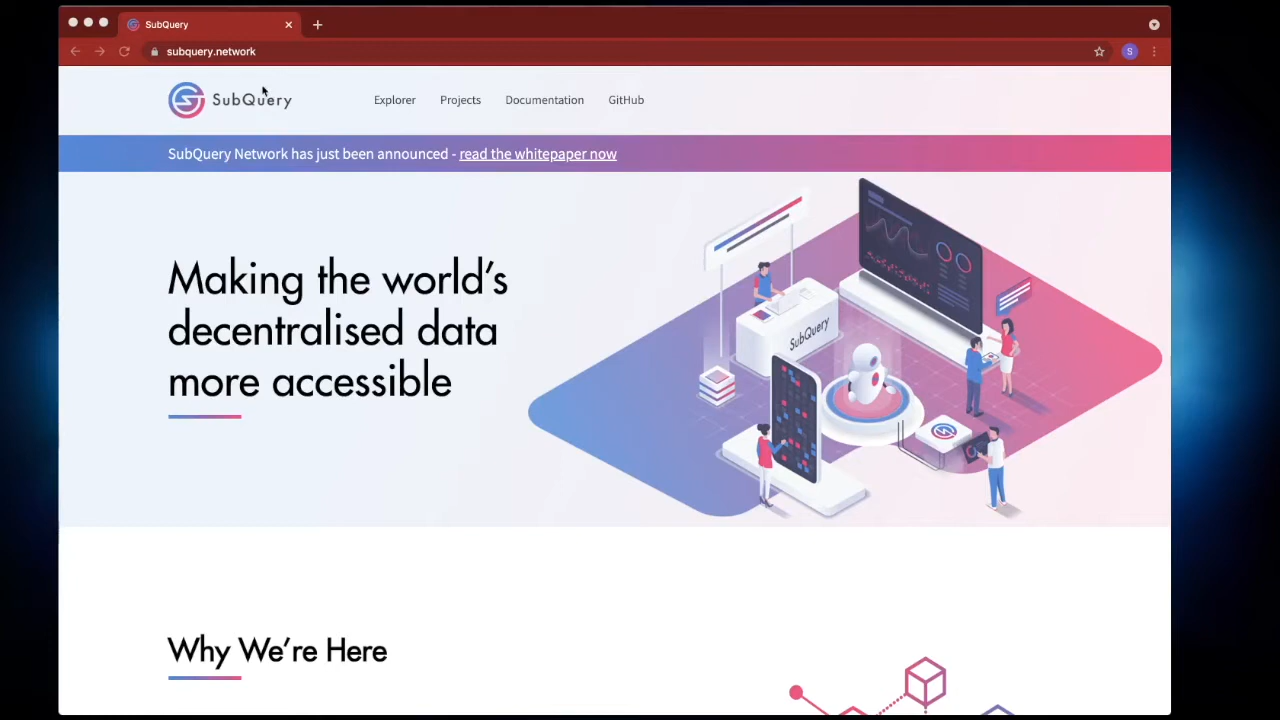 SubQuery
subquery.network
S
SubQuery
Explorer
Projects
Documentation
GitHub
SubQuery Network has just been announced - read the whitepaper now
Making the world's
decentralised data
more accessible
SubQuery
Why We're Here